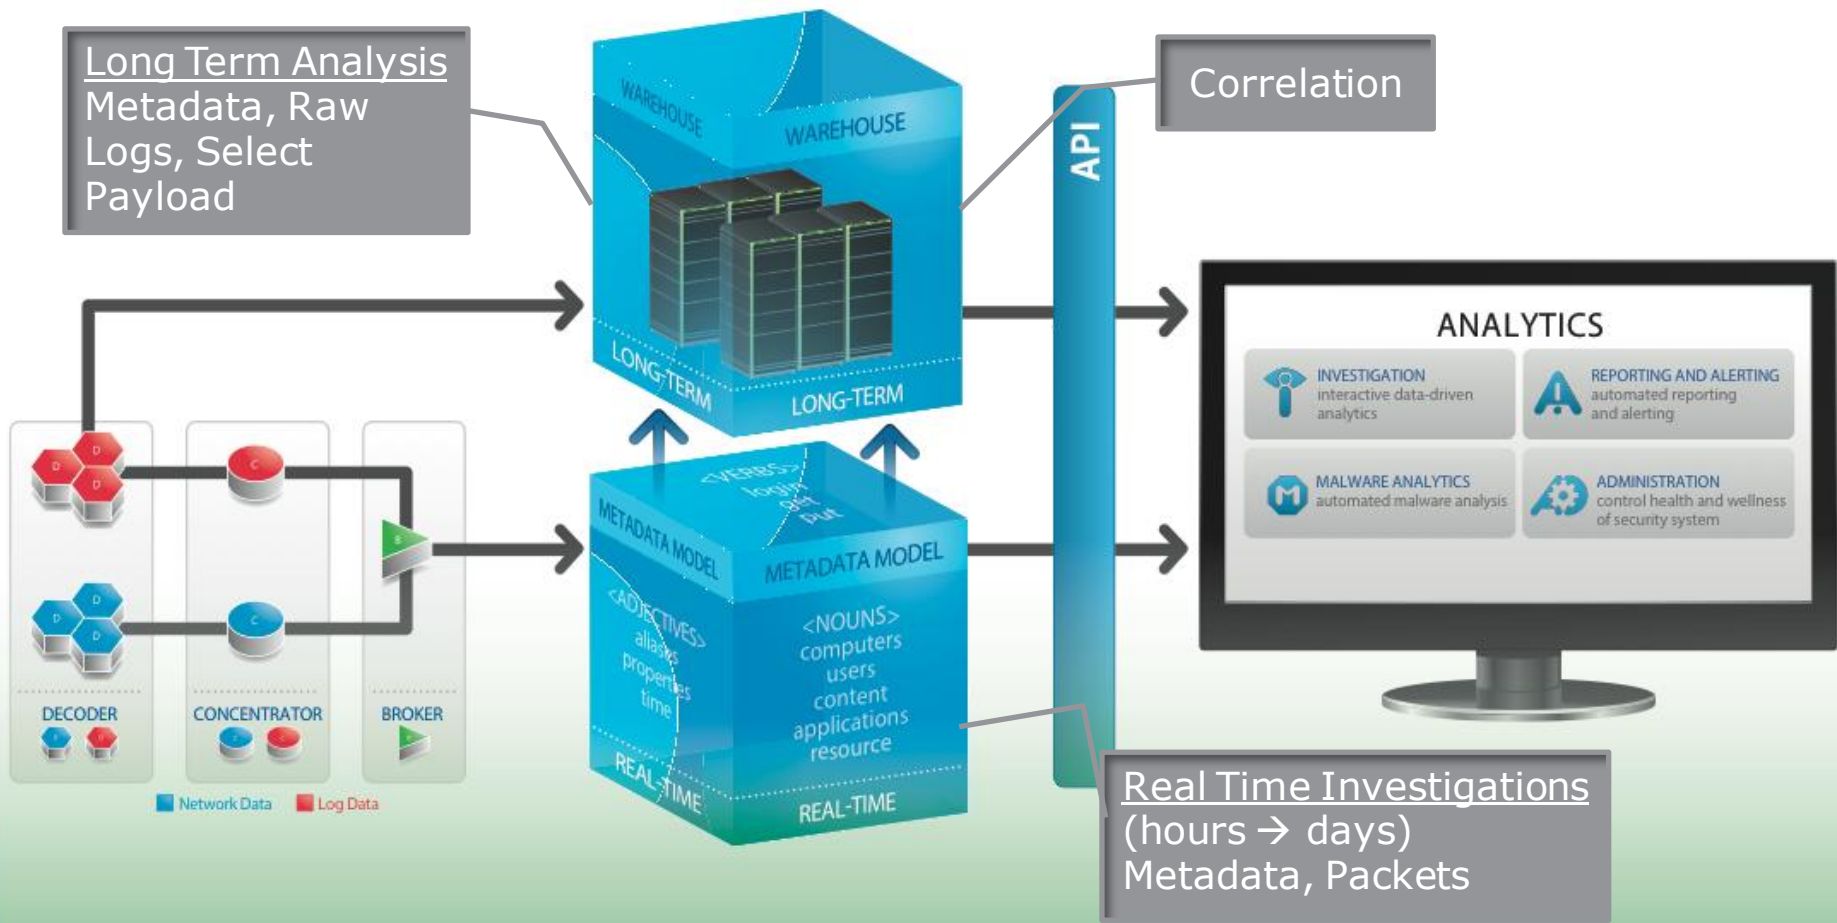 Long Term Analysis
Metadata, Raw
Logs, Select
Payload
WAREHOUSE
WAREHOUSE
LONG-TERM
LONG-TERM
Correlation
API
ANALYTICS
INVESTIGATION
interactive data-driven
analytics
REPORTING AND ALERTING
automated reporting
and alerting
M
MALWARE ANALYTICS
automated malware analysis
ADMINISTRATION
control health and wellness
of security system
D
D
D
C
B
D
D
D
C
DECODER
CONCENTRATOR
BROKER
Network Data
Log Data
<VERBS>
login
get
put
METADATA MODEL
METADATA MODEL
<ADJECTIVES>
aliases
properties
time
<NOUNS>
computers
users
content
applications
resource
REAL-TIME
REAL-TIME
Real Time Investigations
(hours → days)
Metadata, Packets